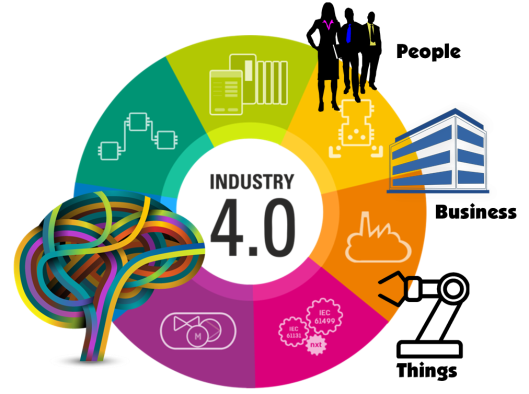 People
INDUSTRY
4.0
Business
IEC
61499
IEC
61131
nxt
M
Things